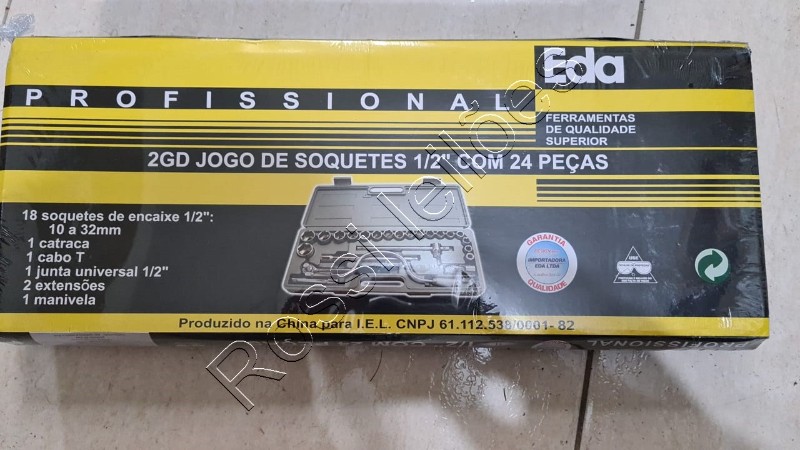 Eda
PROFISSIONAL
FERRAMENTAS
DE QUALIDADE
SUPERIOR
2GD JOGO DE SOQUETES 1/2" COM 24 PEÇAS
18 soquetes de encaixe 1/2":
10 a 32mm
1 catraca
1 cabo T
1 junta universal 1/2"
2 extensões
1 manivela
GARANTIA
IMPORTADORA
EDA LTDA
QUALIDADE
USE
Produzido na China para I.E.L. CNPJ 61.112.538/0001-82
PROFISSIONAL
Rossi leilões